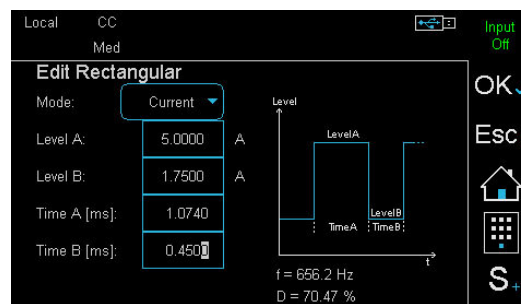 Local CC
Med
Input
Off
Edit Rectangular
Mode: Current
Level A: 5.0000 A
Level B: 1.7500 A
Time A [ms]: 1.0740
Time B [ms]: 0.4500
Level
LevelA
LevelB
TimeA TimeB
t
f = 656.2 Hz
D = 70.47 %
OK
Esc
S+